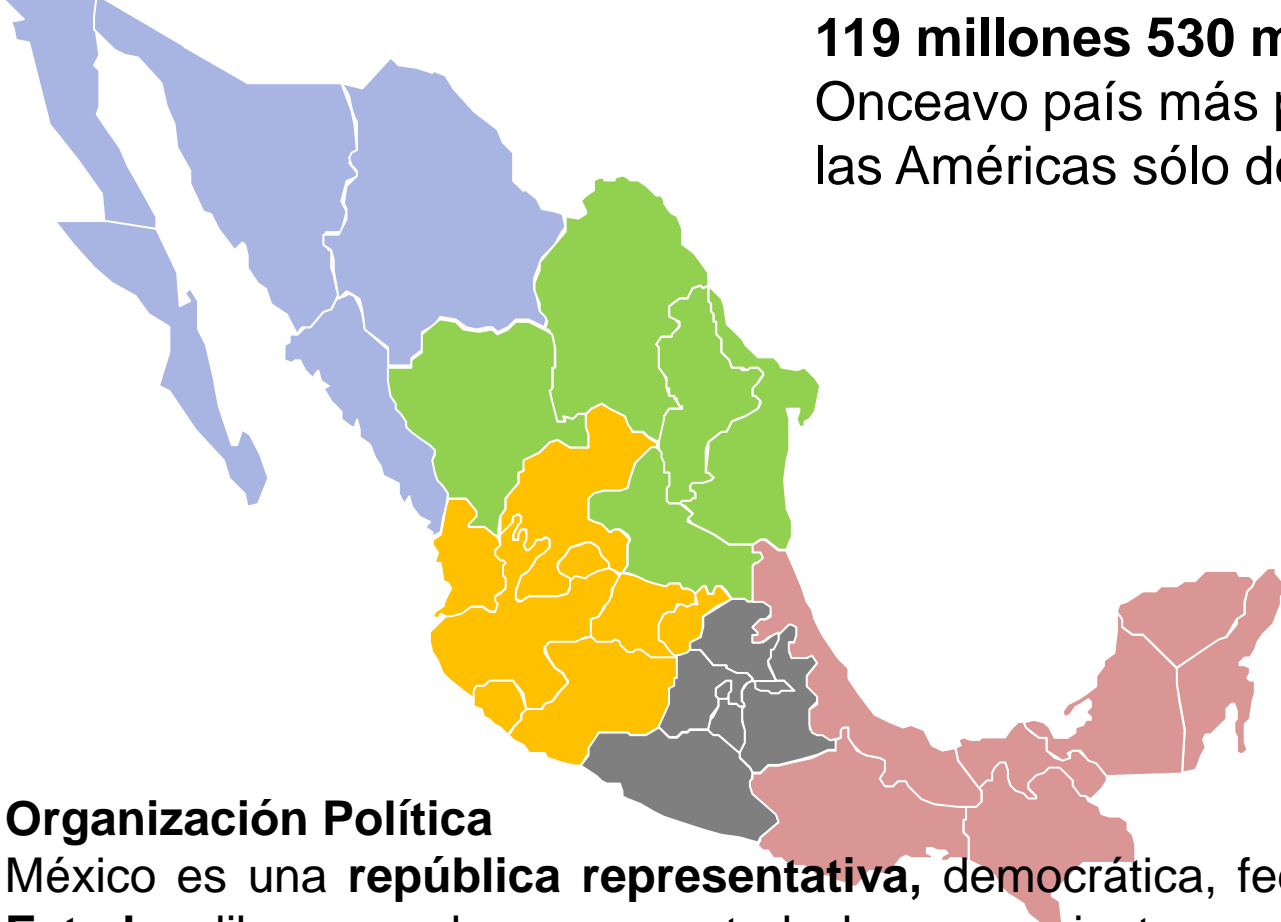 119 millones 530 m
Onceavo país más p
las Américas sólo d
Organización Política
México es una república representativa, democrática, fe